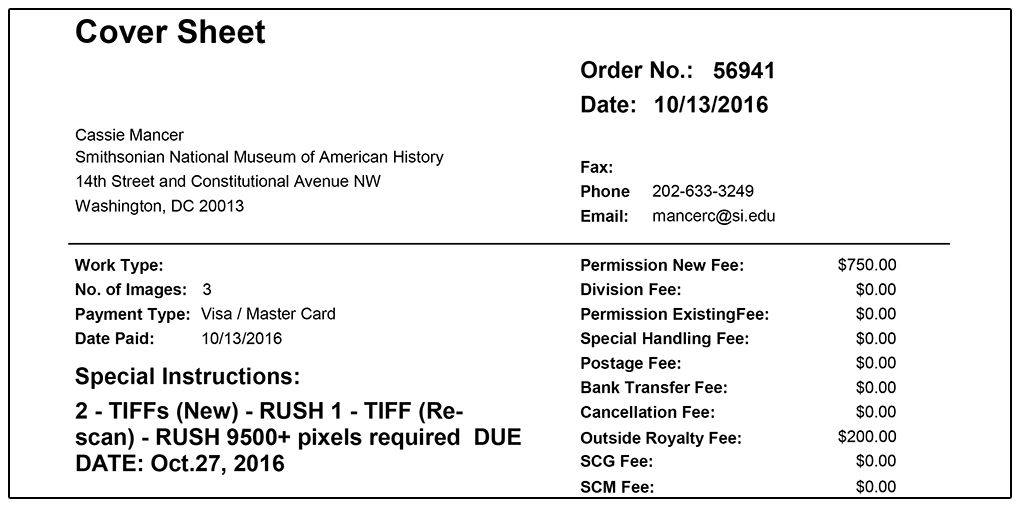 Cover Sheet
Order No.: 56941
Date: 10/13/2016
Cassie Mancer
Smithsonian National Museum of American History
14th Street and Constitutional Avenue NW
Washington, DC 20013
Fax:
Phone 202-633-3249
Email: mancerc@si.edu
Work Type:
No. of Images: 3
Payment Type: Visa / Master Card
Date Paid: 10/13/2016
Special Instructions:
2 - TIFFs (New) - RUSH 1 - TIFF (Re-
scan) - RUSH 9500+ pixels required DUE
DATE: Oct.27, 2016
Permission New Fee: $750.00
Division Fee: $0.00
Permission ExistingFee: $0.00
Special Handling Fee: $0.00
Postage Fee: $0.00
Bank Transfer Fee: $0.00
Cancellation Fee: $0.00
Outside Royalty Fee: $200.00
SCG Fee: $0.00
SCM Fee: $0.00